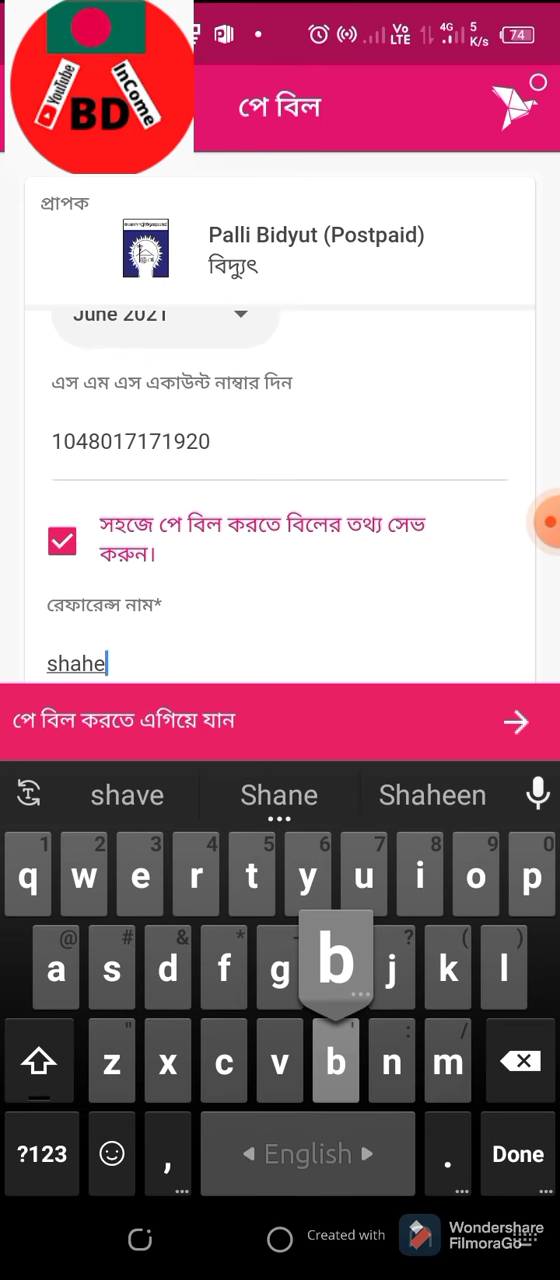 YouTube
InCome
BD
Vo
LTE
4G
5
K/s
74
পে বিল
প্রাপক
Palli Bidyut (Postpaid)
বিদ্যুৎ
June 2021
এস এম এস একাউন্ট নাম্বার দিন
1048017171920
সহজে পে বিল করতে বিলের তথ্য সেভ
করুন।
রেফারেন্স নাম*
shahe
পে বিল করতে এগিয়ে যান
shave Shane Shaheen
1 2 3 4 5 6 7 8 9 0
q w e r t y u i o p
@ # & * - ? ( )
a s d f g b j k l
" ' : /
z x c v b n m
?123 , English . Done
Created with
Wondershare
FilmoraGo